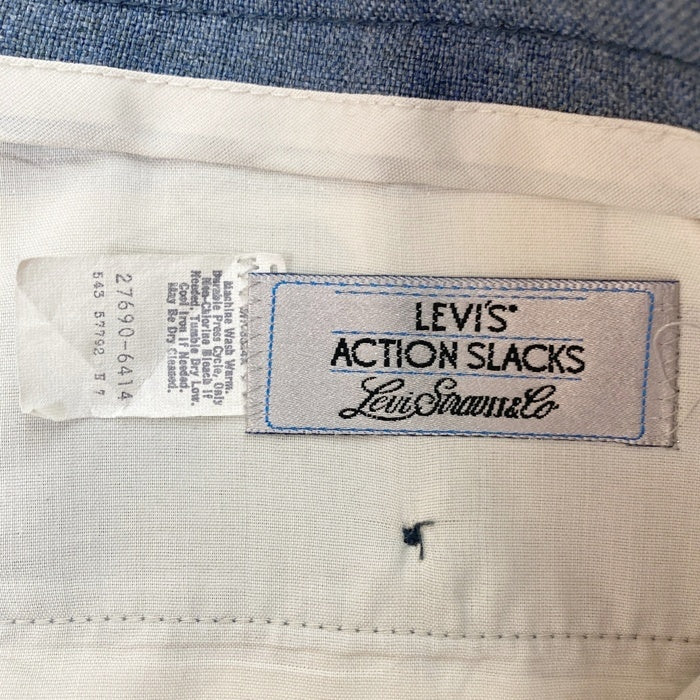 LEVI'S®
ACTION SLACKS
Levi Strauss & Co
Machine Wash Warm.
Durable Press Cycle, Only
Non-Chlorine Bleach If
Needed. Tumble Dry Low.
Cool Iron if Needed.
May Be Dry Cleaned.
27690-6414
543 57792 E 7